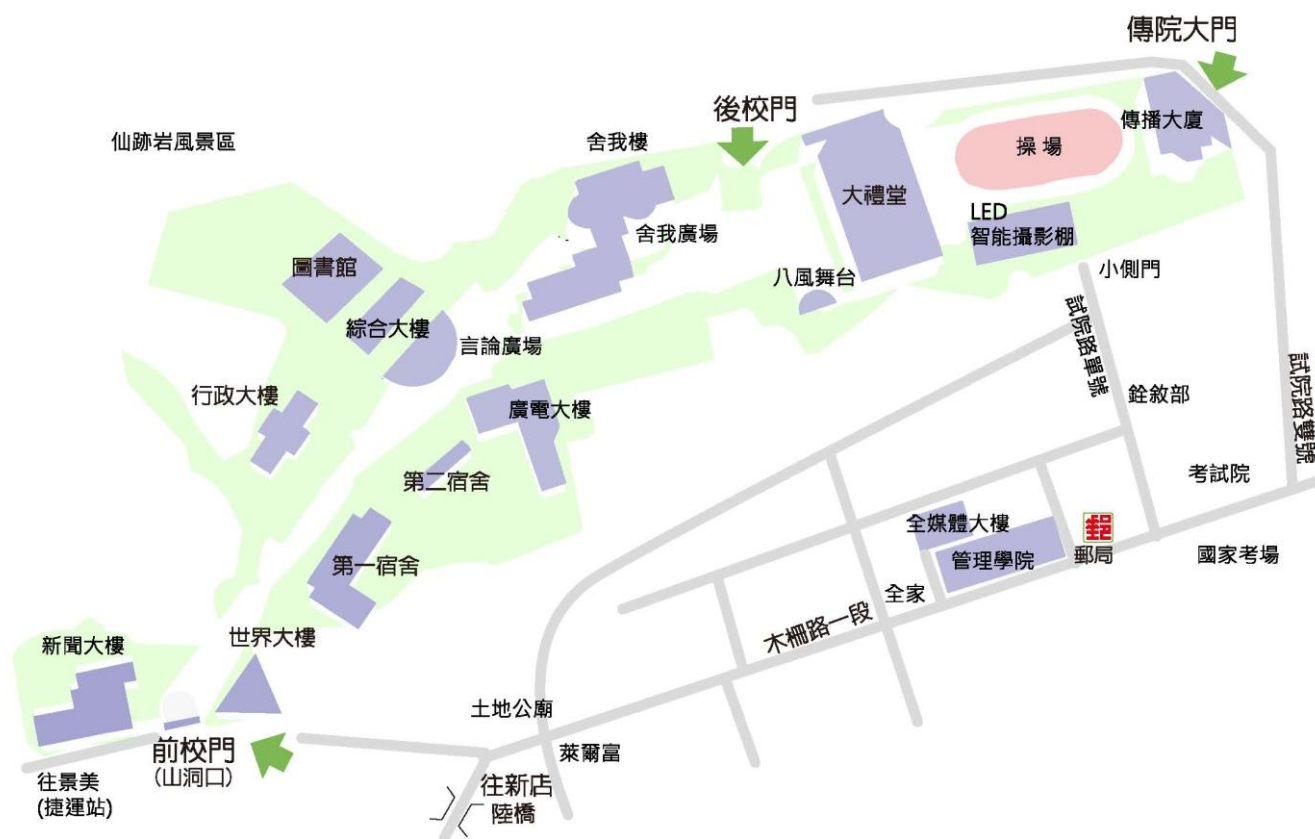 傳院大門
後校門
仙跡岩風景區
舍我樓
傳播大廈
操場
大禮堂
LED
智能攝影棚
舍我廣場
圖書館
八風舞台
小側門
綜合大樓
言論廣場
試院路單號
試院路雙號
行政大樓
廣電大樓
銓敘部
第二宿舍
考試院
全媒體大樓
郵
郵局
國家考場
管理學院
第一宿舍
全家
木柵路一段
新聞大樓
世界大樓
土地公廟
萊爾富
前校門
(山洞口)
往景美
(捷運站)
往新店
陸橋